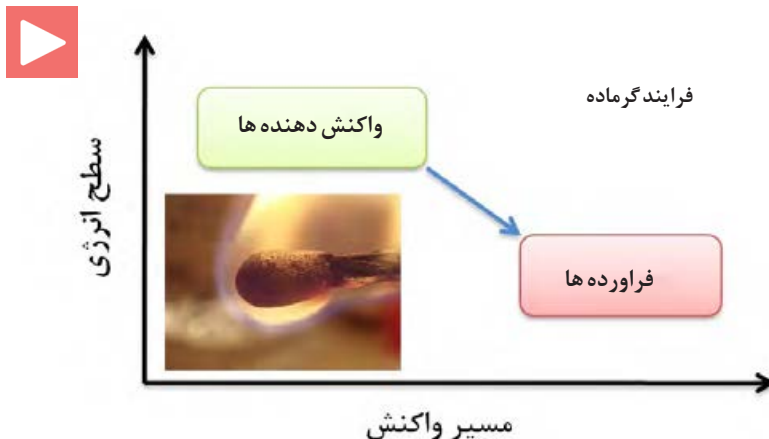 فرایند گرماده
واکنش دهنده ها
سطح انرژی
فراورده ها
مسیر واکنش